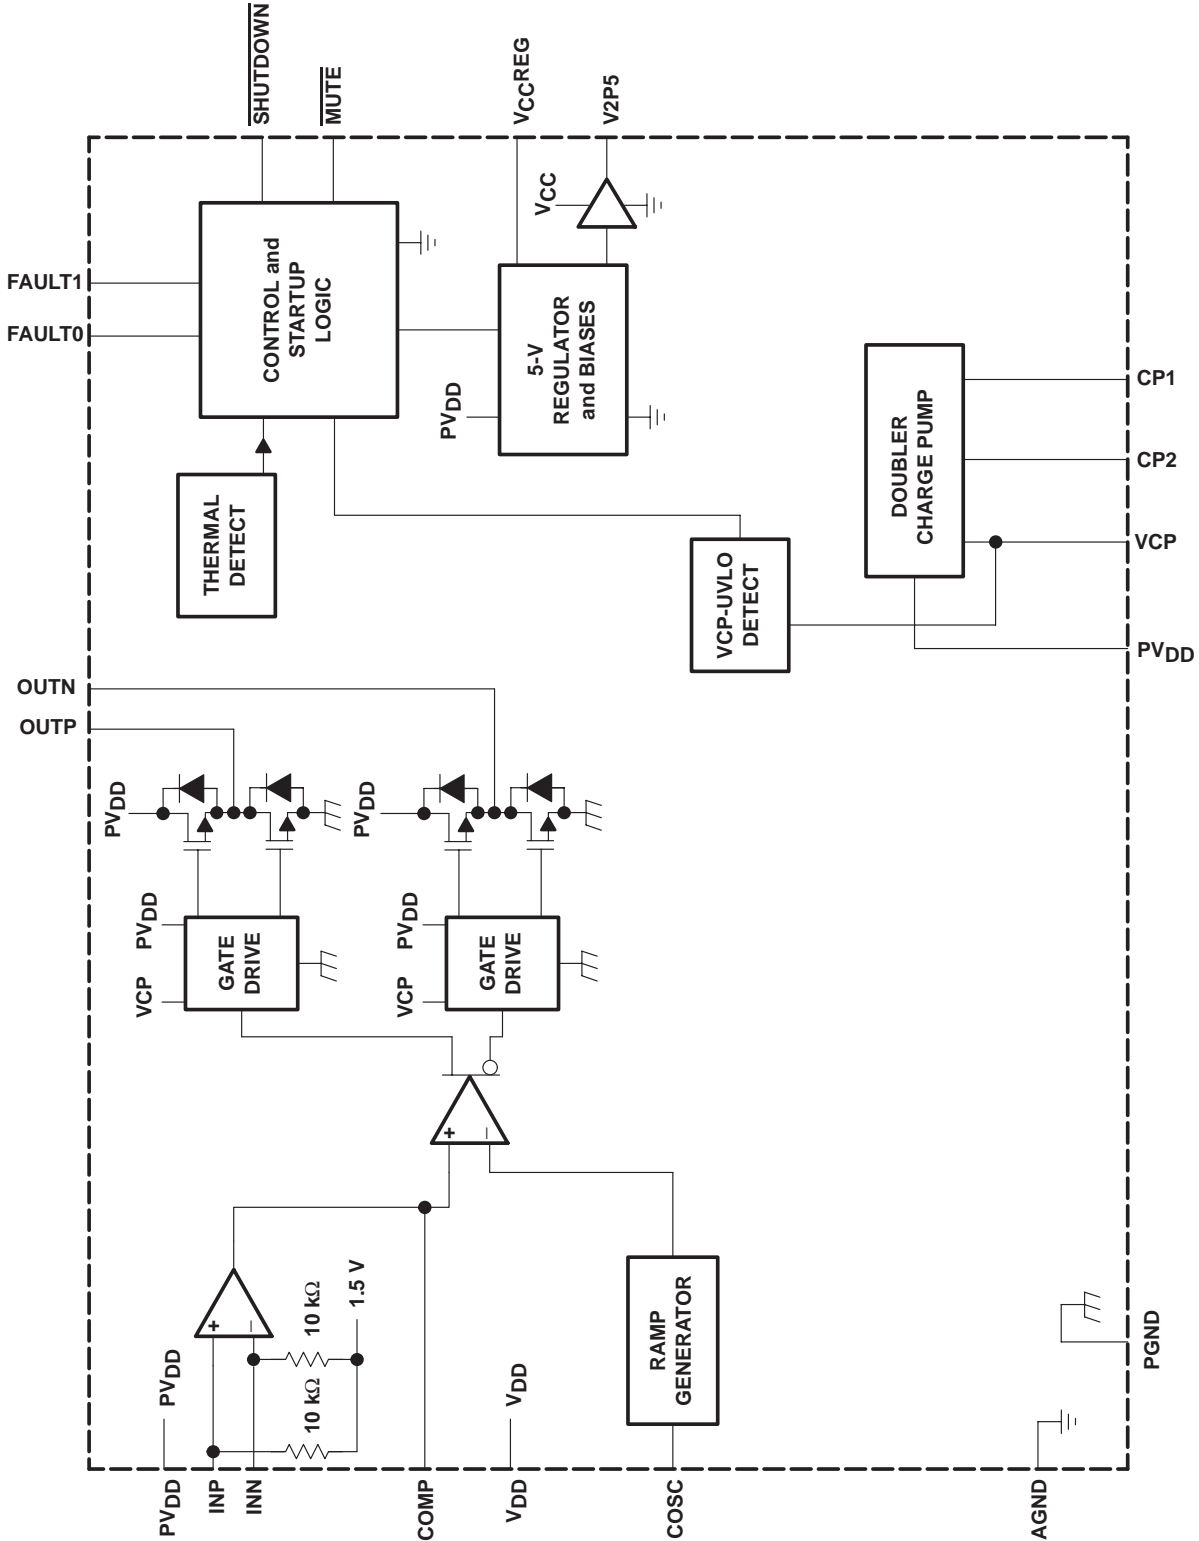 SHUTDOWN
MUTE
VCCREG
V2P5
FAULT1
FAULT0
CONTROL and
STARTUP
LOGIC
VCC
5-V
REGULATOR
and BIASES
PVDD
THERMAL
DETECT
VCP-UVLO
DETECT
DOUBLER
CHARGE PUMP
CP1
CP2
VCP
PVDD
OUTN
OUTP
PVDD
PVDD
PVDD
VCP
GATE
DRIVE
PVDD
VCP
GATE
DRIVE
+
–
+
–
10 kΩ
10 kΩ
1.5 V
PVDD
VDD
RAMP
GENERATOR
PVDD
INP
INN
COMP
VDD
COSC
AGND
PGND